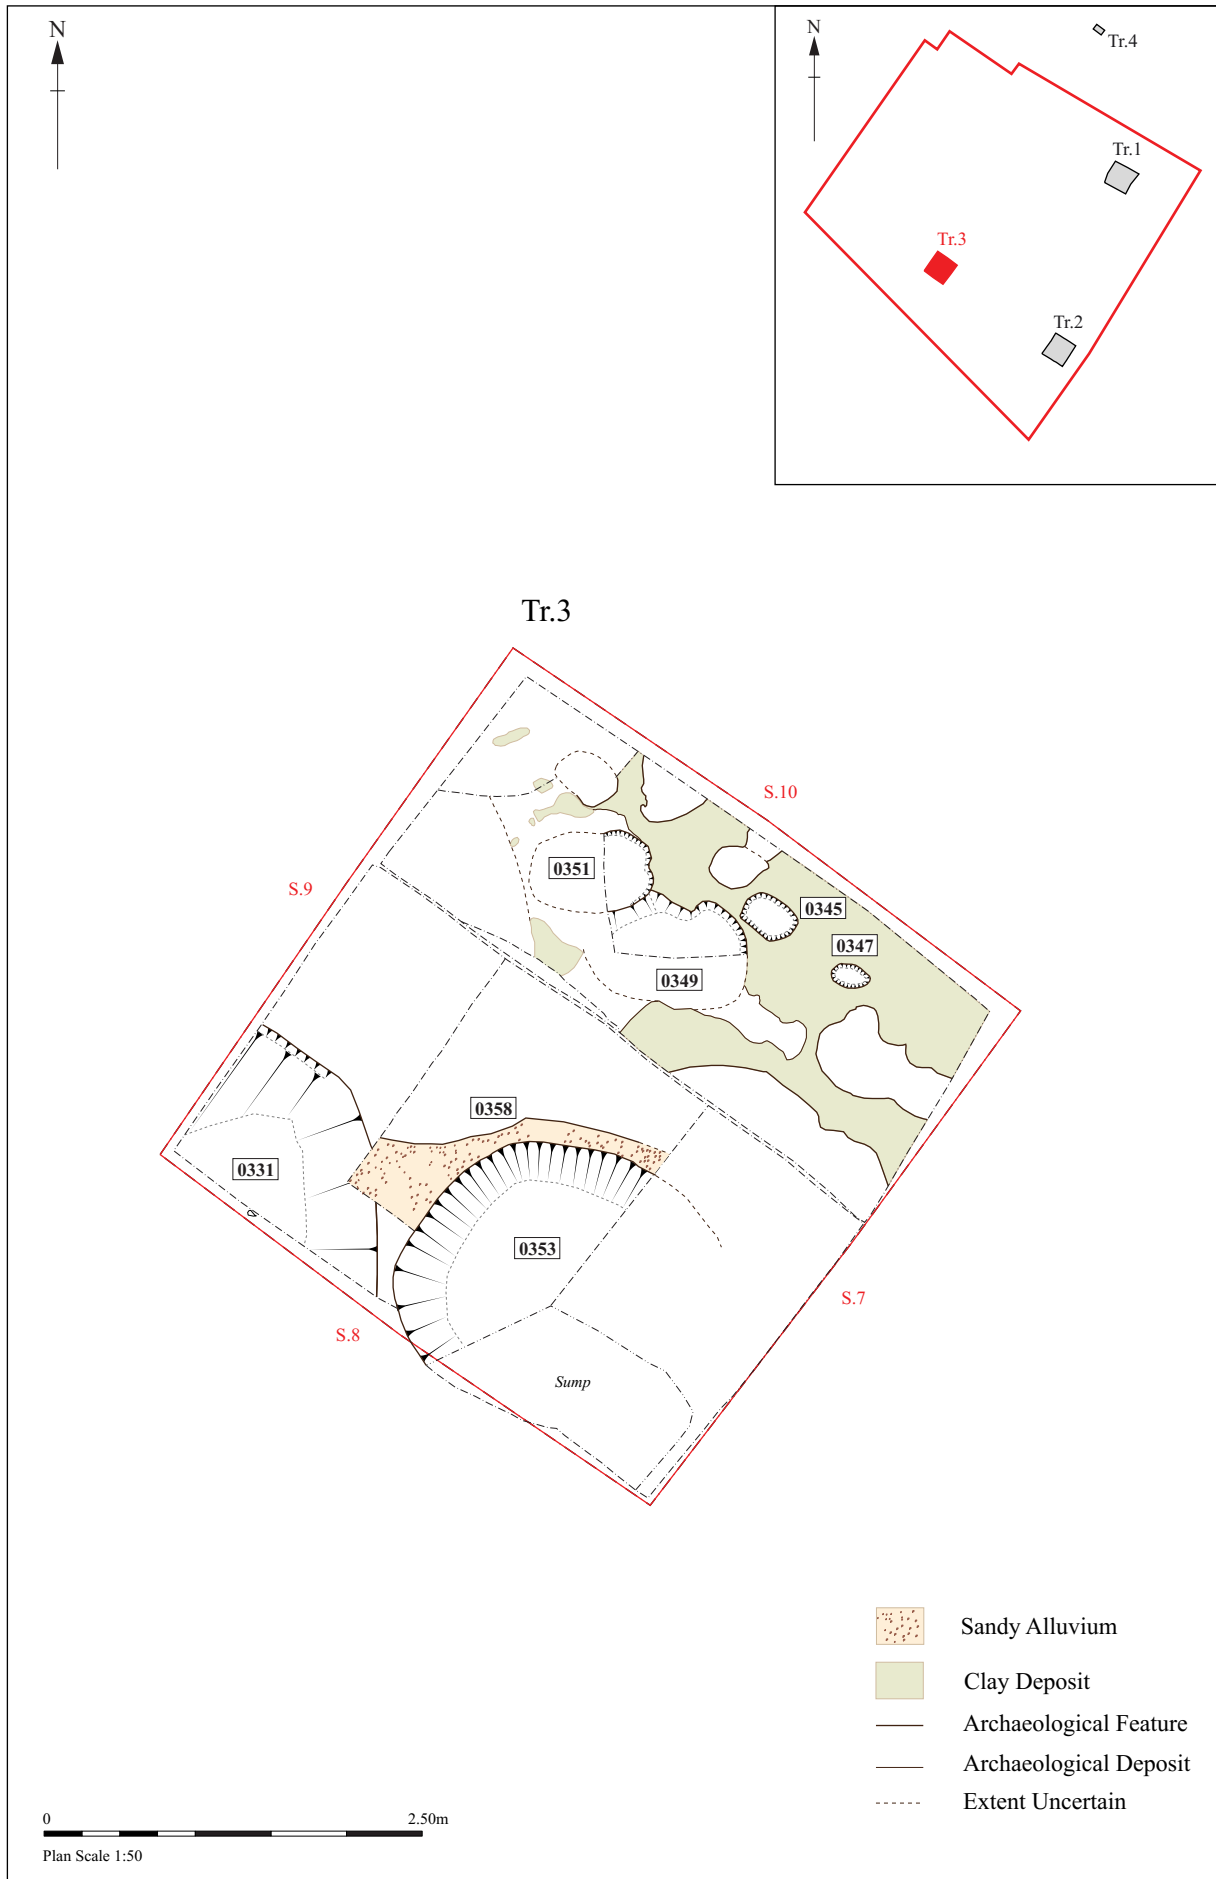 N
N
Tr.4
Tr.1
Tr.3
Tr.2
Tr.3
S.10
0351
S.9
0345
0347
0349
0358
0331
0353
S.7
S.8
Sump
Sandy Alluvium
Clay Deposit
Archaeological Feature
Archaeological Deposit
Extent Uncertain
0 2.50m
Plan Scale 1:50